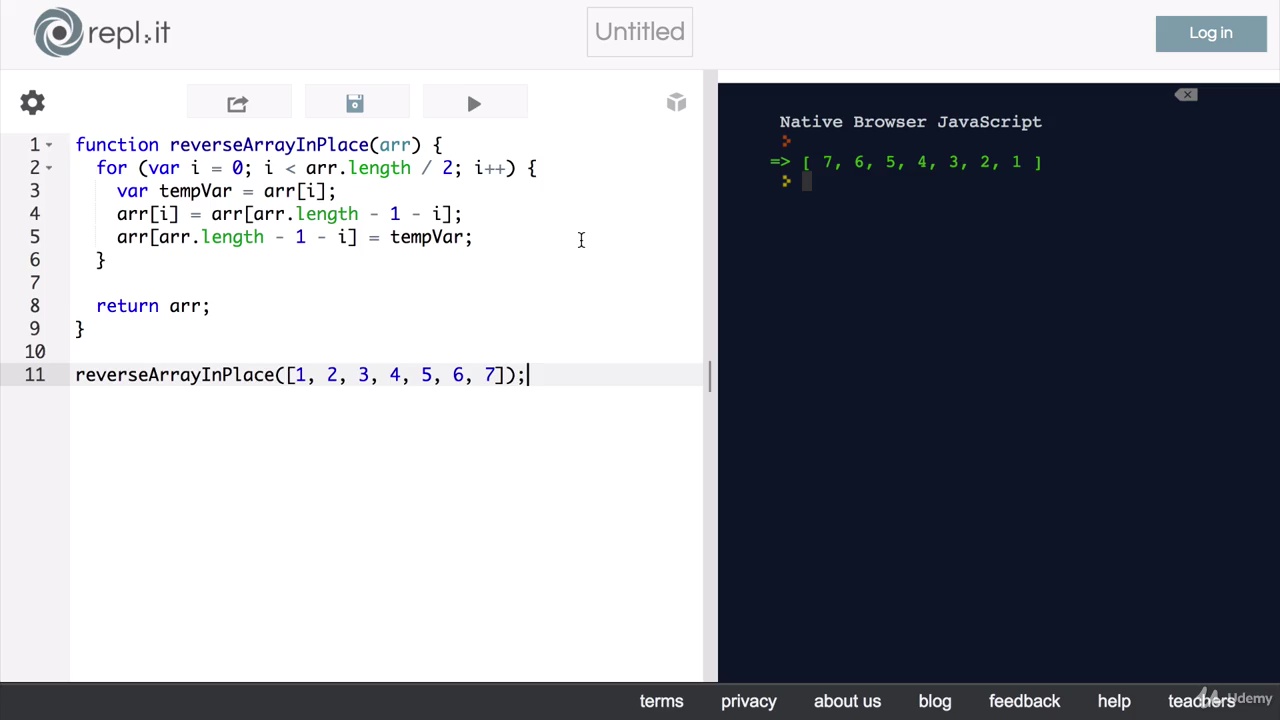 repl.it
Untitled
Log in
1 function reverseArrayInPlace(arr) {
2 for (var i = 0; i < arr.length / 2; i++) {
3 var tempVar = arr[i];
4 arr[i] = arr[arr.length - 1 - i];
5 arr[arr.length - 1 - i] = tempVar;
6 }
7
8 return arr;
9 }
10
11 reverseArrayInPlace([1, 2, 3, 4, 5, 6, 7]);
Native Browser JavaScript
=> [ 7, 6, 5, 4, 3, 2, 1 ]
terms privacy about us blog feedback help teachers
Udemy